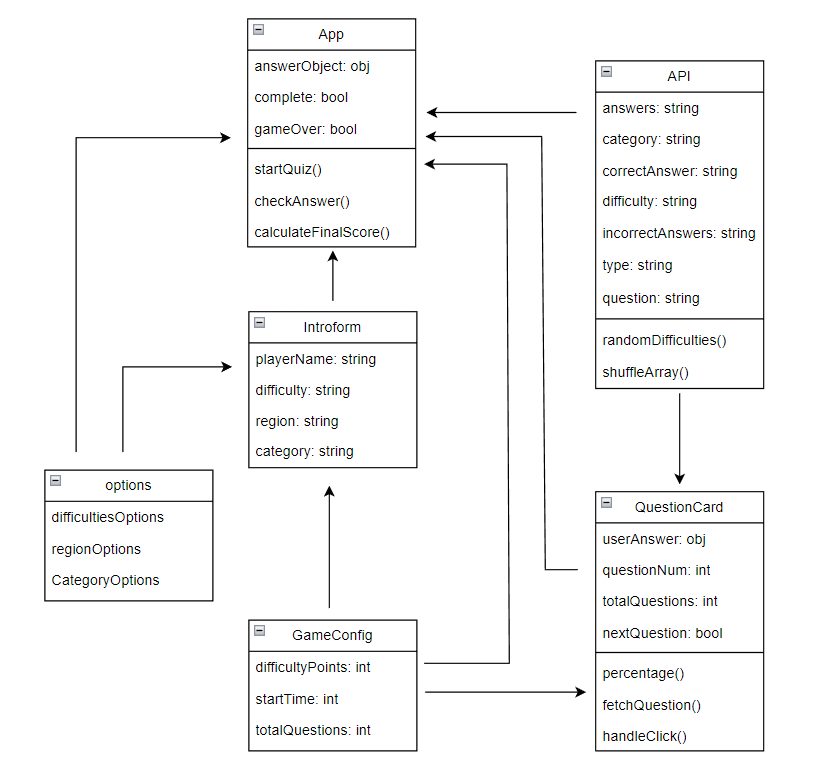 App
answerObject: obj
complete: bool
gameOver: bool
startQuiz()
checkAnswer()
calculateFinalScore()
API
answers: string
category: string
correctAnswer: string
difficulty: string
incorrectAnswers: string
type: string
question: string
randomDifficulties()
shuffleArray()
Introform
playerName: string
difficulty: string
region: string
category: string
options
difficultiesOptions
regionOptions
CategoryOptions
QuestionCard
userAnswer: obj
questionNum: int
totalQuestions: int
nextQuestion: bool
percentage()
fetchQuestion()
handleClick()
GameConfig
difficultyPoints: int
startTime: int
totalQuestions: int